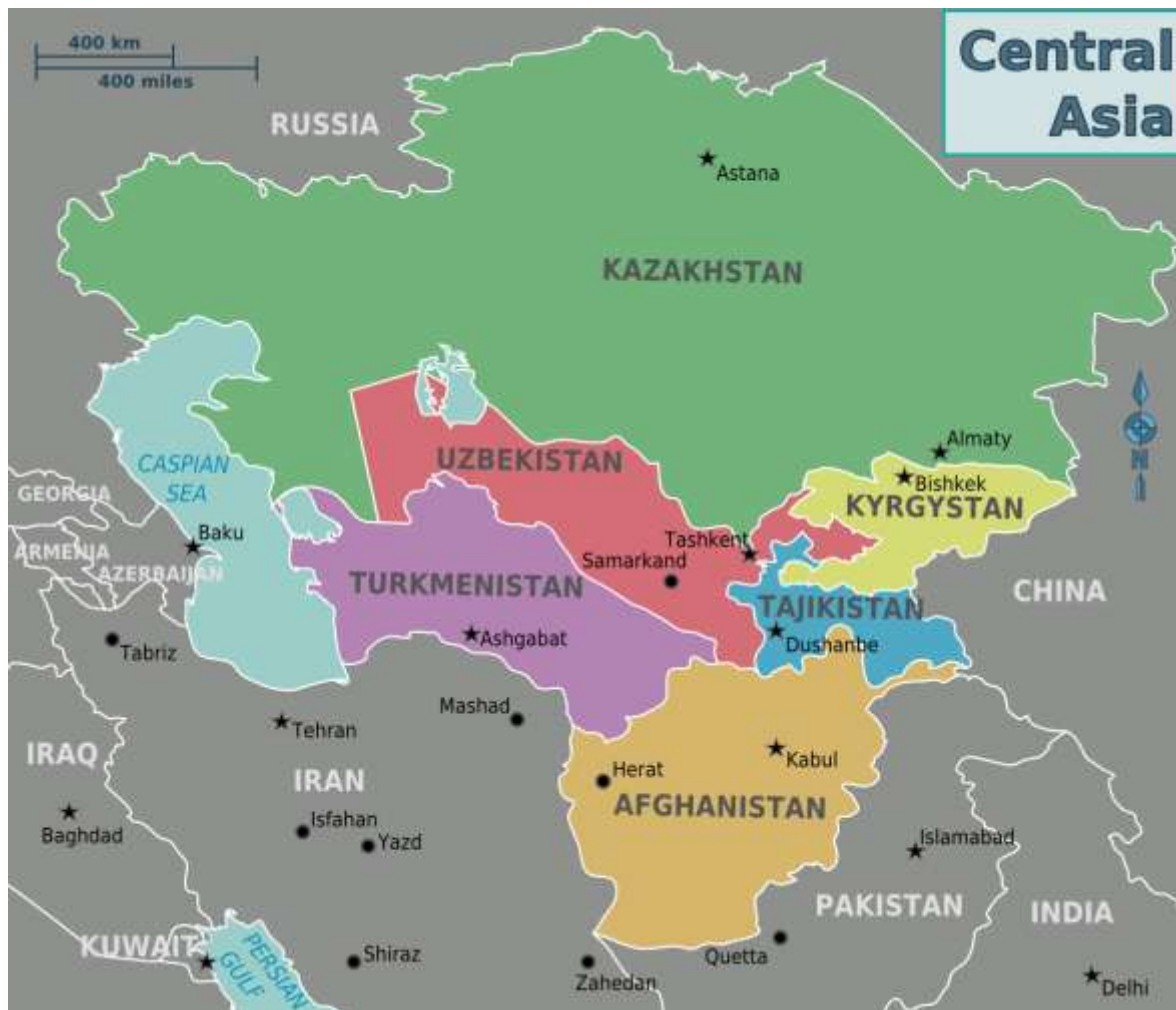 400 km
400 miles
Central
Asia
RUSSIA
Astana
KAZAKHSTAN
Almaty
Bishkek
KYRGYSTAN
N
CASPIAN
SEA
UZBEKISTAN
GEORGIA
ARMENIA
AZERBAIJAN
Baku
Tashkent
Samarkand
TURKMENISTAN
TAJIKISTAN
CHINA
Ashgabat
Dushanbe
Tabriz
Mashad
Tehran
IRAQ
IRAN
Herat
Kabul
AFGHANISTAN
Baghdad
Isfahan
Yazd
Islamabad
PAKISTAN
INDIA
KUWAIT
PERSIAN
GULF
Shiraz
Zahedan
Quetta
Delhi